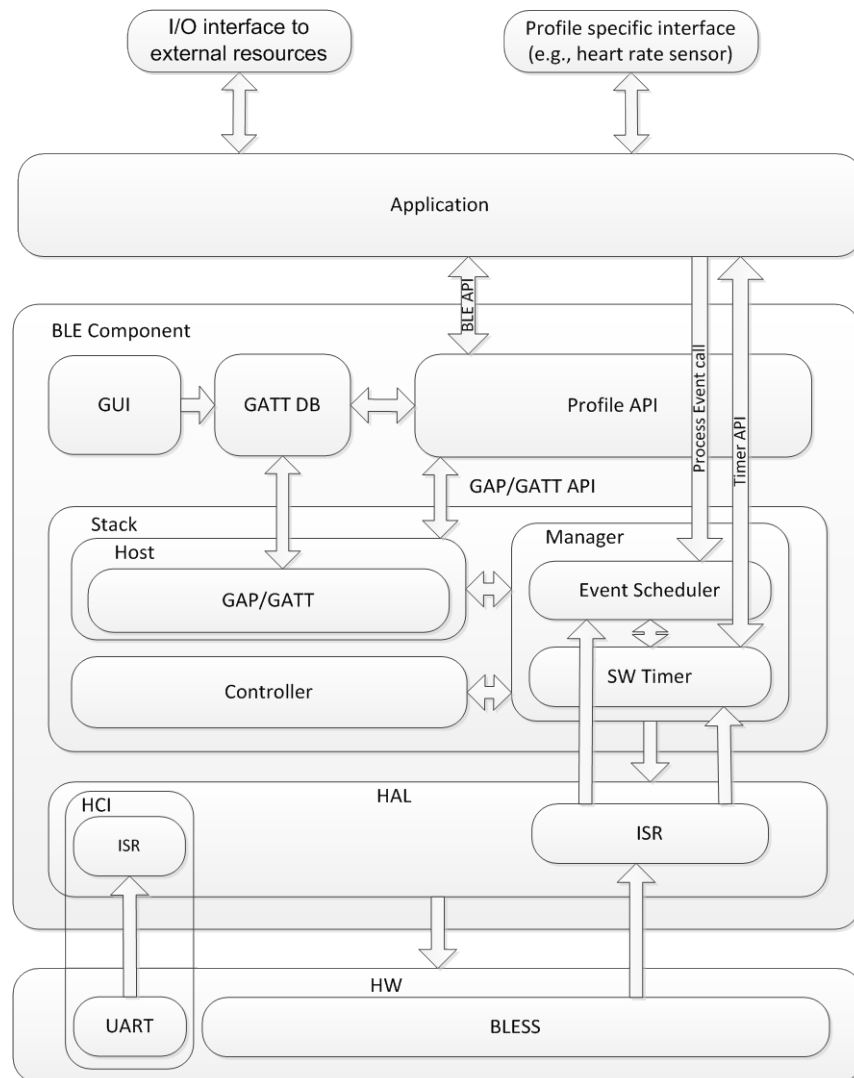 I/O interface to
external resources
Profile specific interface
(e.g., heart rate sensor)
Application
BLE API
Process Event call
Timer API
BLE Component
GUI
GATT DB
Profile API
GAP/GATT API
Stack
Host
GAP/GATT
Manager
Event Scheduler
Controller
SW Timer
HAL
HCI
ISR
ISR
HW
UART
BLESS